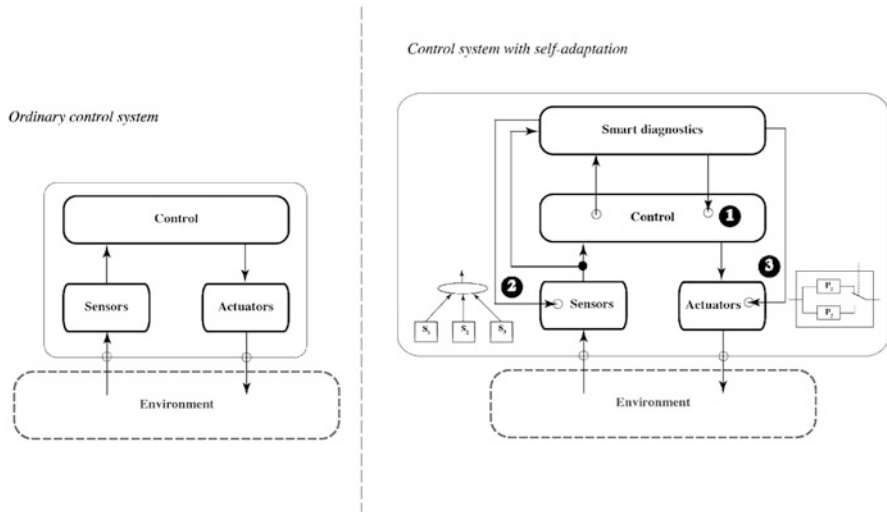 Ordinary control system
Control
Sensors
Actuators
Environment
Control system with self-adaptation
Smart diagnostics
Control
1
2
3
S₁
S₂
S₃
Sensors
Actuators
P₁
P₂
Environment